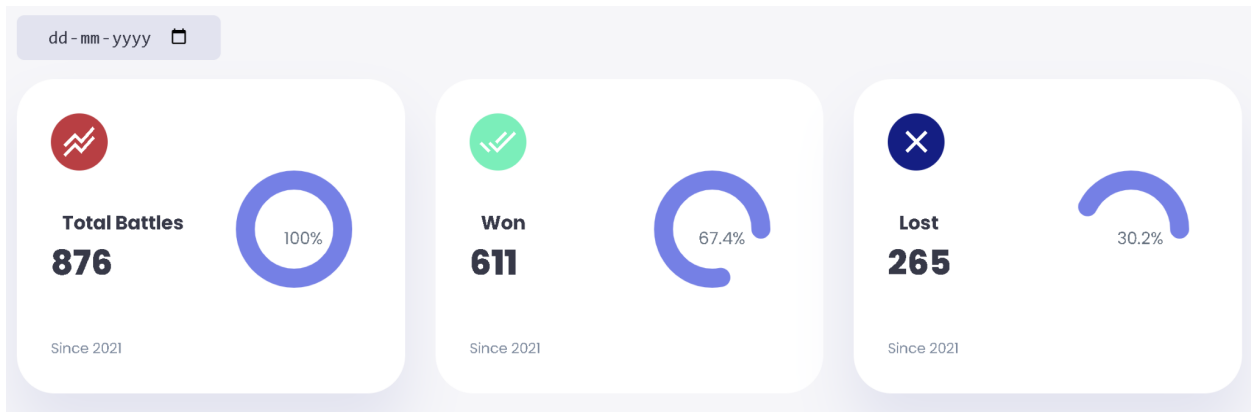 dd-mm-yyyy
Total Battles
876
100%
Since 2021
Won
611
67.4%
Since 2021
Lost
265
30.2%
Since 2021